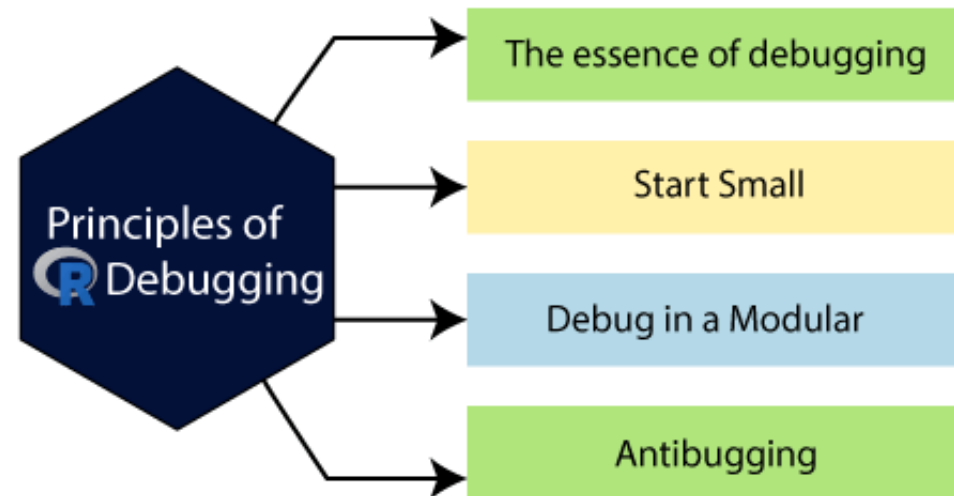 Principles of
R Debugging
The essence of debugging
Start Small
Debug in a Modular
Antibugging